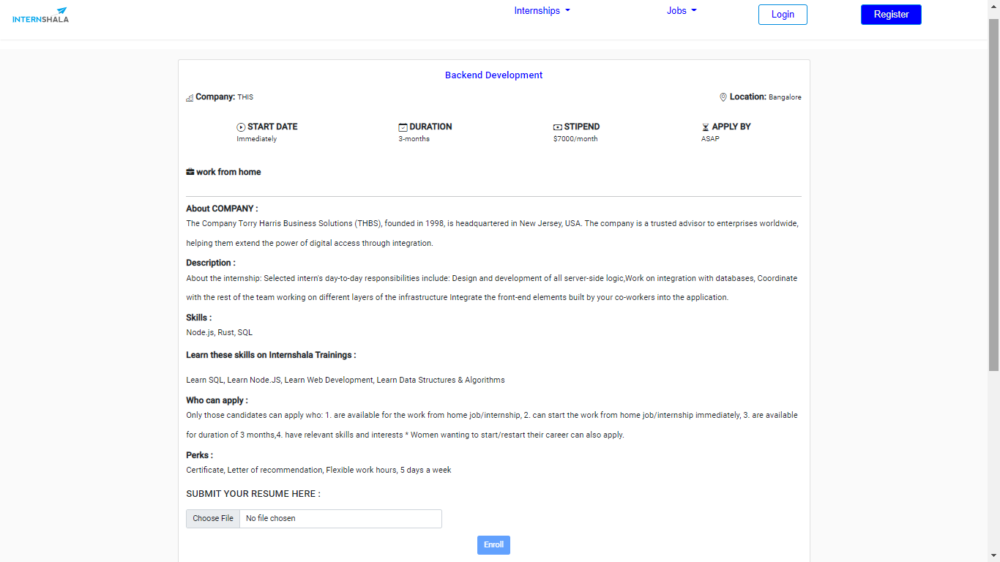 INTERNSHALA
Internships
Jobs
Login
Register
Backend Development
Company: THIS
Location: Bangalore
START DATE
Immediately
DURATION
3-months
STIPEND
$7000/month
APPLY BY
ASAP
work from home
About COMPANY :
The Company Torry Harris Business Solutions (THBS), founded in 1998, is headquartered in New Jersey, USA. The company is a trusted advisor to enterprises worldwide,
helping them extend the power of digital access through integration.
Description :
About the internship: Selected intern's day-to-day responsibilities include: Design and development of all server-side logic,Work on integration with databases, Coordinate
with the rest of the team working on different layers of the infrastructure Integrate the front-end elements built by your co-workers into the application.
Skills :
Node.js, Rust, SQL
Learn these skills on Internshala Trainings :
Learn SQL, Learn Node.JS, Learn Web Development, Learn Data Structures & Algorithms
Who can apply :
Only those candidates can apply who: 1. are available for the work from home job/internship, 2. can start the work from home job/internship immediately, 3. are available
for duration of 3 months,4. have relevant skills and interests * Women wanting to start/restart their career can also apply.
Perks :
Certificate, Letter of recommendation, Flexible work hours, 5 days a week
SUBMIT YOUR RESUME HERE :
Choose File No file chosen
Enroll